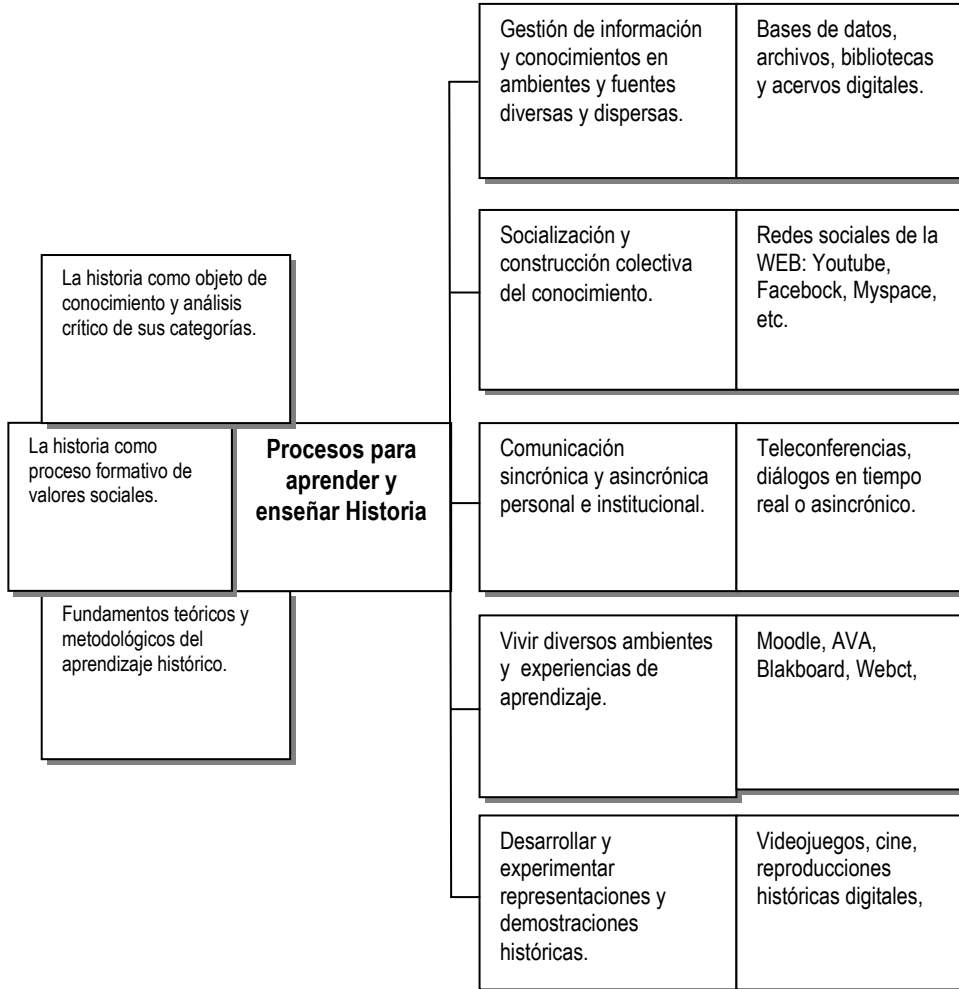 La historia como objeto de
conocimiento y análisis
crítico de sus categorías.
La historia como
proceso formativo de
valores sociales.
Fundamentos teóricos y
metodológicos del
aprendizaje histórico.
Procesos para
aprender y
enseñar Historia
Gestión de información
y conocimientos en
ambientes y fuentes
diversas y dispersas.
Bases de datos,
archivos, bibliotecas
y acervos digitales.
Socialización y
construcción colectiva
del conocimiento.
Redes sociales de la
WEB: Youtube,
Facebock, Myspace,
etc.
Comunicación
sincrónica y asincrónica
personal e institucional.
Teleconferencias,
diálogos en tiempo
real o asincrónico.
Vivir diversos ambientes
y experiencias de
aprendizaje.
Moodle, AVA,
Blakboard, Webct,
Desarrollar y
experimentar
representaciones y
demostraciones
históricas.
Videojuegos, cine,
reproducciones
históricas digitales,